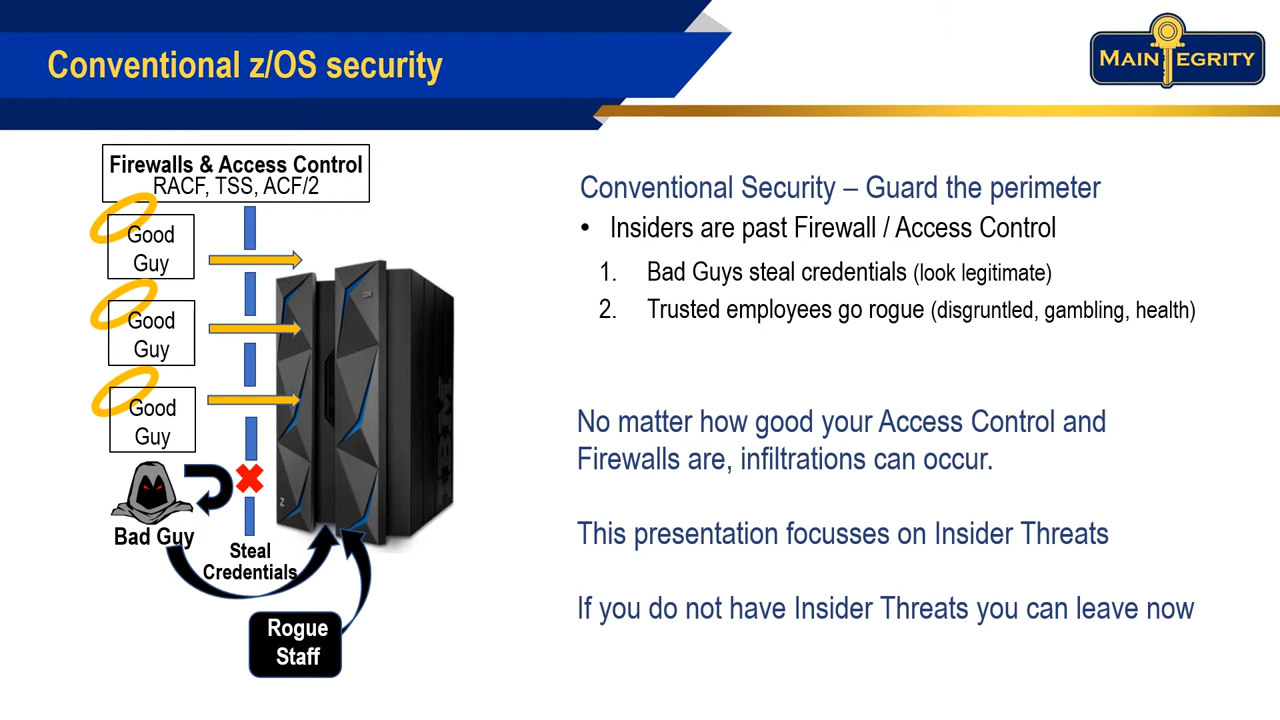 Conventional z/OS security
MAIN EGRITY
Firewalls & Access Control
RACF, TSS, ACF/2
Good
Guy
Good
Guy
Good
Guy
Bad Guy
Steal
Credentials
Rogue
Staff
IBM
Z
IBM
Conventional Security – Guard the perimeter
• Insiders are past Firewall / Access Control
1. Bad Guys steal credentials (look legitimate)
2. Trusted employees go rogue (disgruntled, gambling, health)
No matter how good your Access Control and
Firewalls are, infiltrations can occur.
This presentation focusses on Insider Threats
If you do not have Insider Threats you can leave now